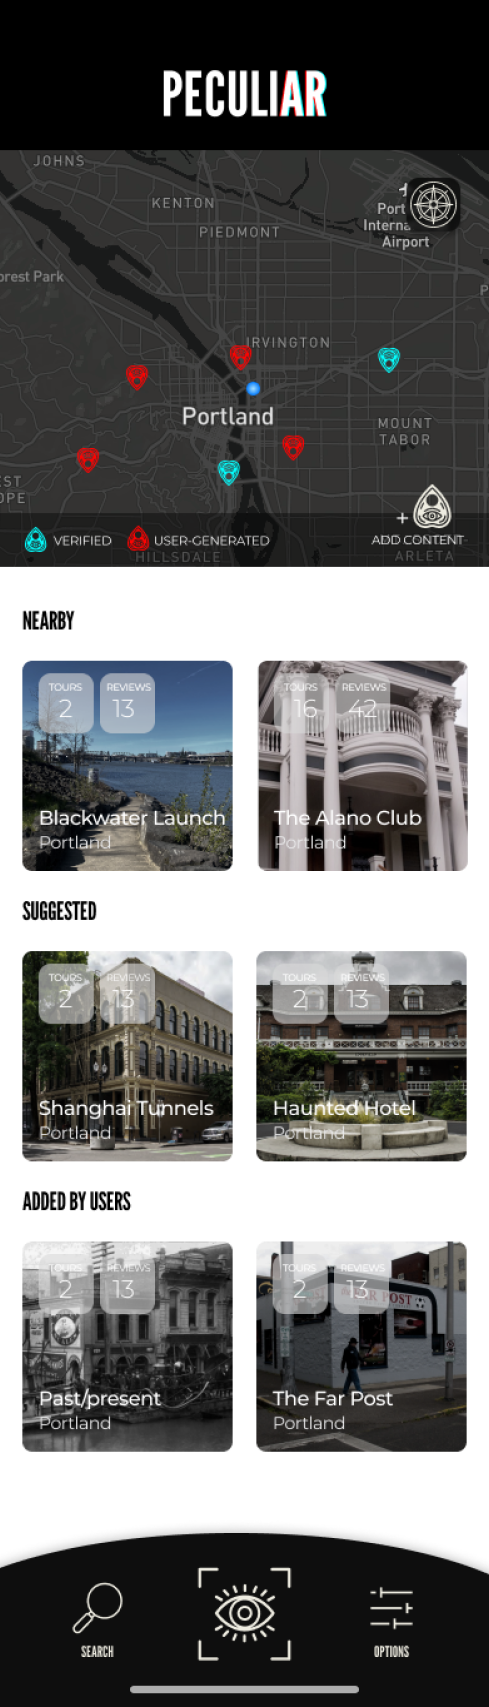 PECULIAR
JOHNS
KENTON
PIEDMONT
Port
Interna
Airport
orest Park
P
IRVINGTON
Portland
MOUNT
TABOR
EST
OPE
VERIFIED
USER-GENERATED
+
ADD CONTENT
HILLSDALE
ARLETA
NEARBY
TOURS REVIEWS
2 13
Blackwater Launch
Portland
TOURS REVIEWS
16 42
The Alano Club
Portland
SUGGESTED
TOURS REVIEWS
2 13
Shanghai Tunnels
Portland
TOURS REVIEWS
2 13
Haunted Hotel
Portland
ADDED BY USERS
TOURS REVIEWS
2 13
Past/present
Portland
TOURS REVIEWS
2 13
FAR POST
The Far Post
Portland
SEARCH
OPTIONS